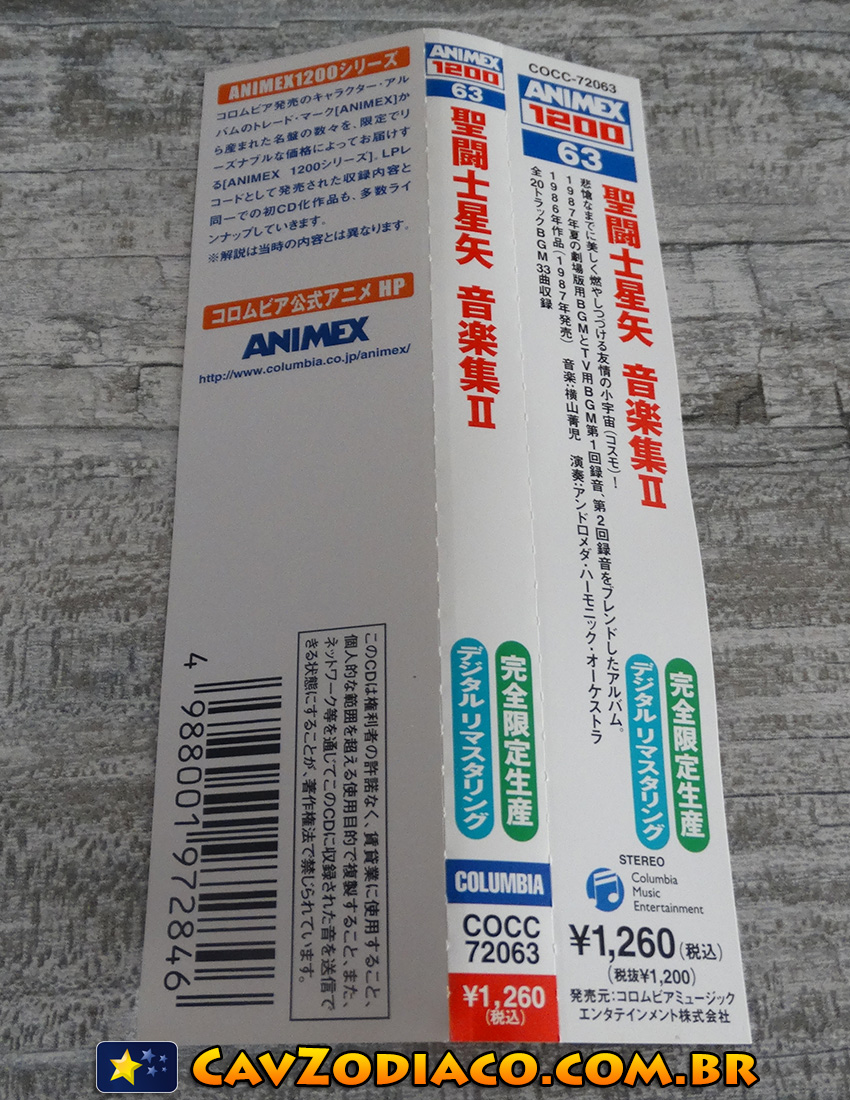 ANIMEX1200シリーズ
コロムビア発売のキャラクター・アル
バムのトレード・マーク[ANIMEX]か
ら産まれた名盤の数々を、限定でリ
ーズナブルな価格によってお届けす
る[ANIMEX 1200シリーズ]。LPレ
コードとして発売された収録内容と
同一での初CD化作品も、多数ライ
ンナップしていきます。
※解説は当時の内容とは異なります。
コロムビア公式アニメ HP
ANIMEX
http://www.columbia.co.jp/animex/
このCDは権利者の許諾なく、賃貸業に使用すること、
個人的な範囲を超える使用目的で複製すること、また、
ネットワーク等を通じてこのCDに収録された音を送信で
きる状態にすることが、著作権法で禁じられています。
4 988001 972846
ANIMEX
1200
63
聖闘士星矢 音楽集II
完全限定生産
デジタルリマスタリング
COLUMBIA
COCC
72063
¥1,260
(税込)
COCC-72063
ANIMEX
1200
63
聖闘士星矢 音楽集II
悲愴なまでに美しく燃やしつづける友情の小宇宙(コスモ)!
1987年夏の劇場版用BGMとTV用BGM第1回録音、第2回録音をブレンドしたアルバム。
1986年作品(1987年発売) 音楽:横山菁児 演奏:アンドロメダ・ハーモニック・オーケストラ
全20トラックBGM33曲収録
完全限定生産
デジタルリマスタリング
STEREO
Columbia
Music
Entertainment
¥1,260(税込)
(税抜¥1,200)
発売元:コロムビアミュージック
エンタテインメント株式会社
CavZodiaco.com.br